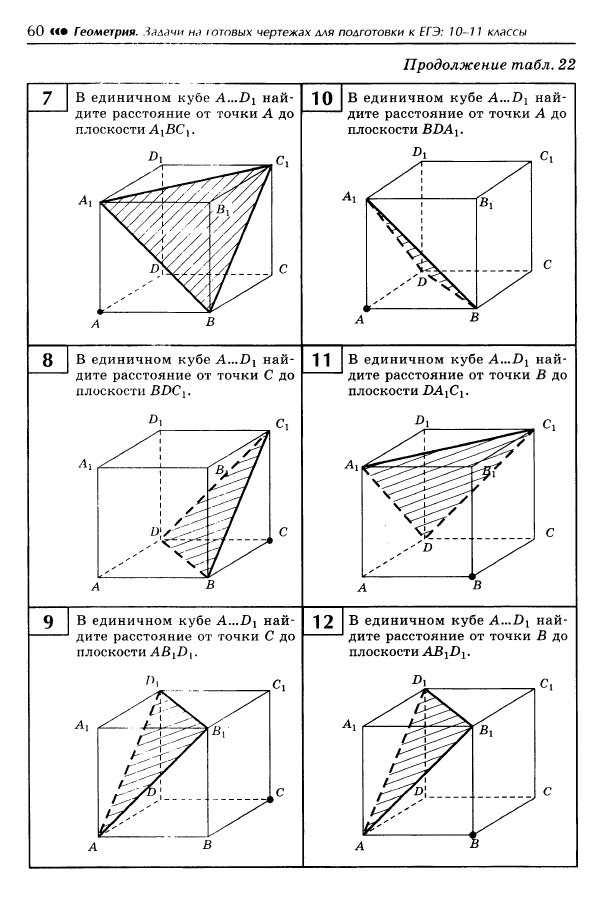 60 ««• Геометрия. Задачи на готовых чертежах для подготовки к ЕГЭ: 10–11 классы
Продолжение табл. 22
7
В единичном кубе A...D₁ най-
дите расстояние от точки A до
плоскости A₁BC₁.
D₁
C₁
A₁
B₁
D
C
A
B
10
В единичном кубе A...D₁ най-
дите расстояние от точки A до
плоскости BDA₁.
D₁
C₁
A₁
B₁
D
C
A
B
8
В единичном кубе A...D₁ най-
дите расстояние от точки C до
плоскости BDC₁.
D₁
C₁
A₁
B₁
D
C
A
B
11
В единичном кубе A...D₁ най-
дите расстояние от точки B до
плоскости DA₁C₁.
D₁
C₁
A₁
B₁
D
C
A
B
9
В единичном кубе A...D₁ най-
дите расстояние от точки C до
плоскости AB₁D₁.
D₁
C₁
A₁
B₁
D
C
A
B
12
В единичном кубе A...D₁ най-
дите расстояние от точки B до
плоскости AB₁D₁.
D₁
C₁
A₁
B₁
D
C
A
B